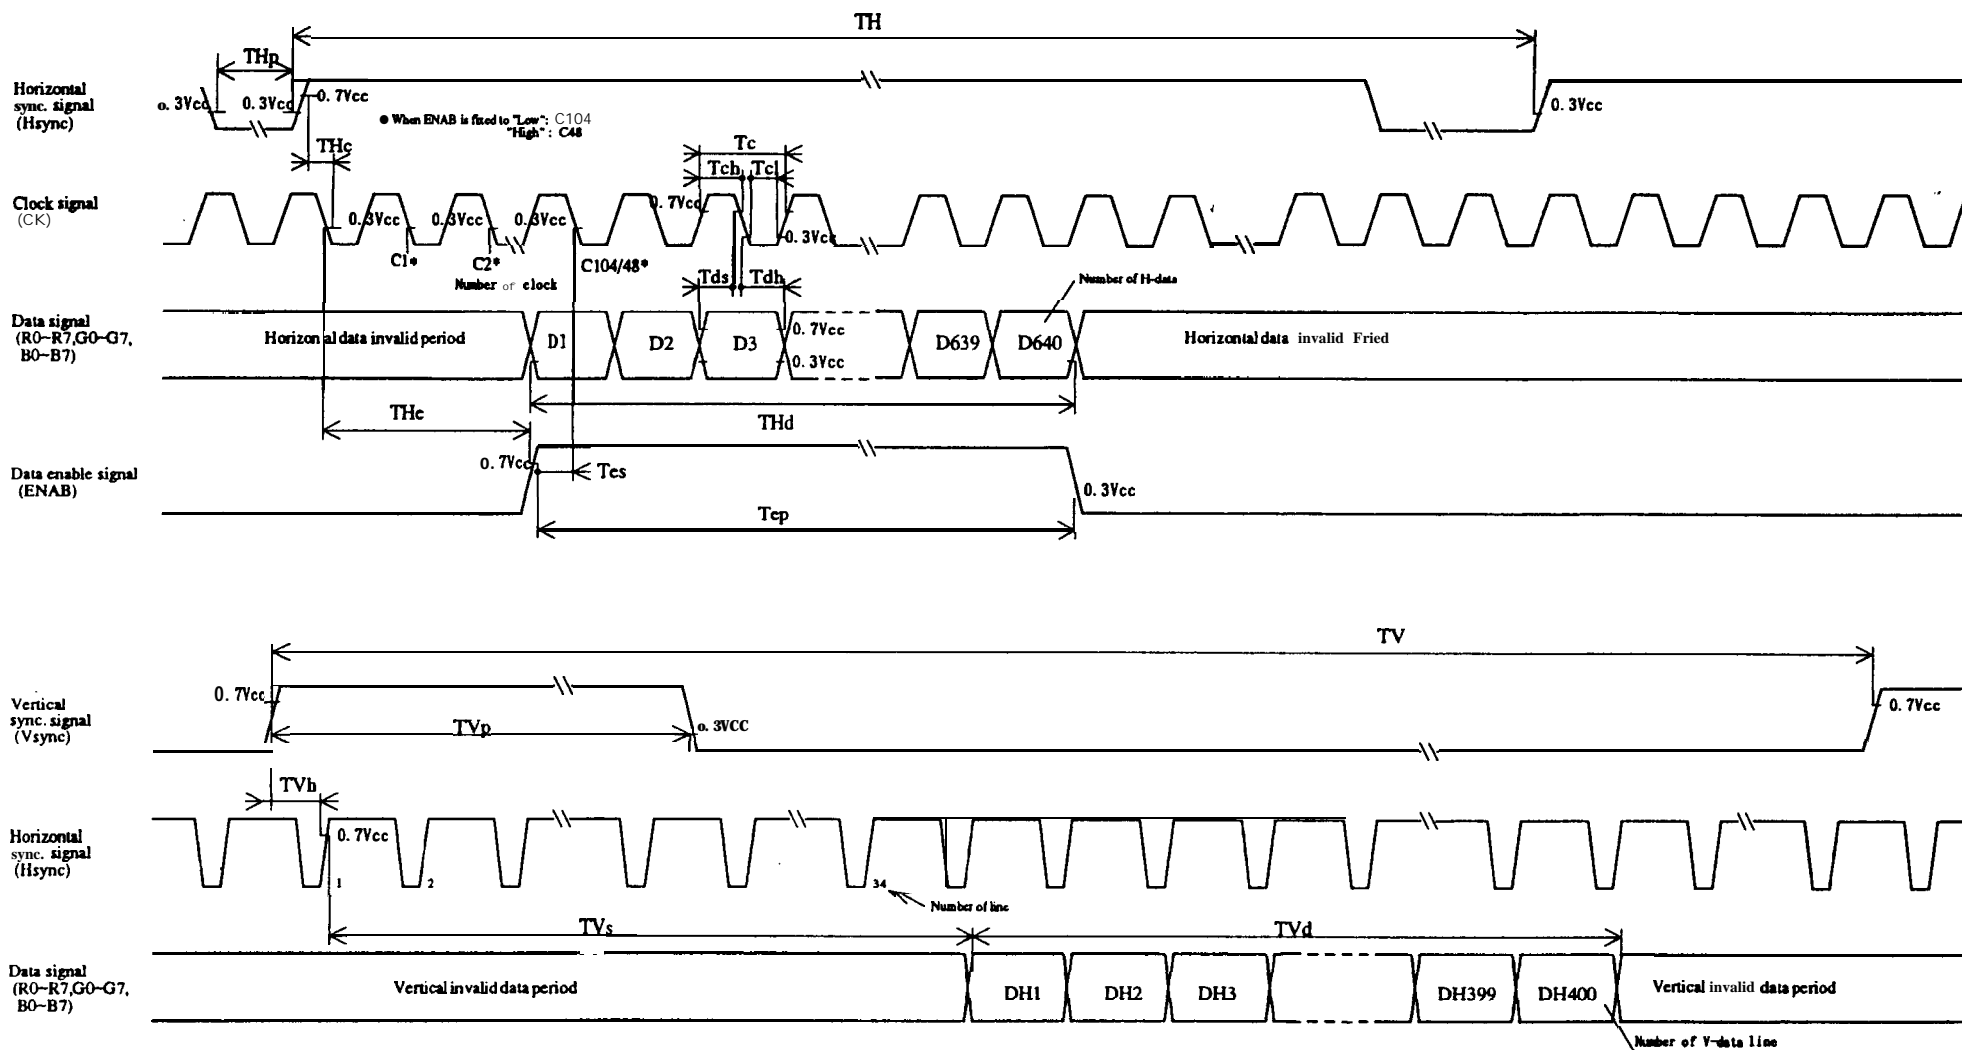 TH
THp
Horizontal
sync. signal
(Hsync)
o. 3Vcc
0.3Vcc
0.7Vcc
0.3Vcc
● When ENAB is fixed to "Low": C104
"High" : C48
THc
Tc
Tch
Tcl
Clock signal
(CK)
0.3Vcc
0.3Vcc
0.3Vcc
0.7Vcc
0.3Vcc
C1*
C2*
C104/48*
Number of clock
Tds
Tdh
Number of H-data
Data signal
(R0~R7,G0~G7,
B0~B7)
Horizon al data invalid period
D1
D2
D3
0.7Vcc
0.3Vcc
D639
D640
Horizontal data invalid Fried
THe
THd
Data enable signal
(ENAB)
0.7Vcc
Tes
0.3Vcc
Tep
TV
Vertical
sync. signal
(Vsync)
0.7Vcc
TVp
o. 3VCC
0.7Vcc
TVh
Horizontal
sync. signal
(Hsync)
0.7Vcc
1
2
34
Number of line
TVs
TVd
Data signal
(R0~R7,G0~G7,
B0~B7)
Vertical invalid data period
DH1
DH2
DH3
DH399
DH400
Vertical invalid data period
Number of V-data line